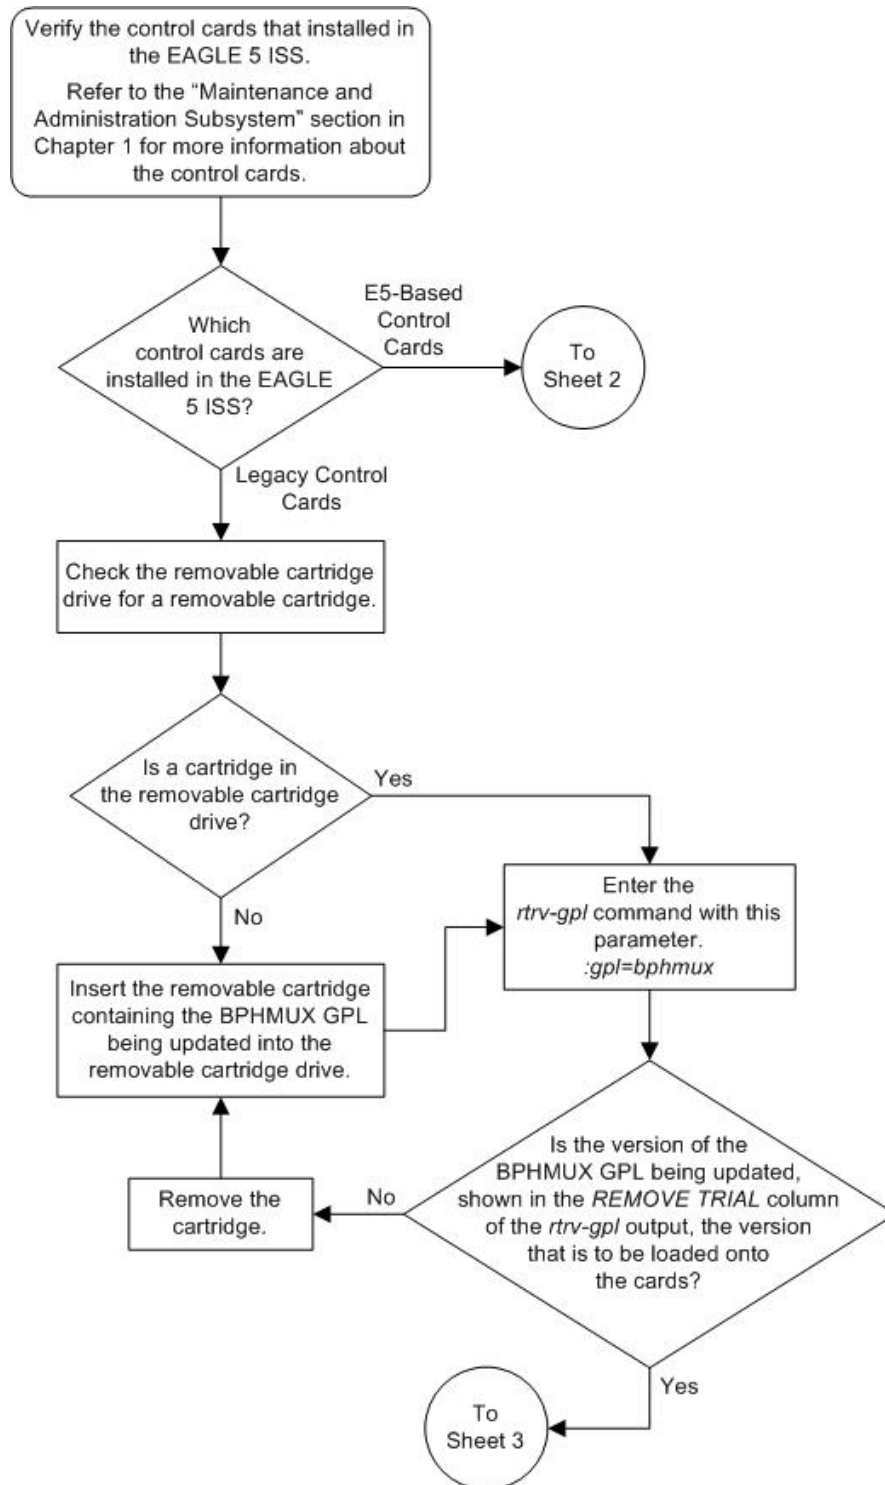 Verify the control cards that installed in
the EAGLE 5 ISS.
Refer to the “Maintenance and
Administration Subsystem" section in
Chapter 1 for more information about
the control cards.
Which
control cards are
installed in the EAGLE
5 ISS?
E5-Based
Control
Cards
To
Sheet 2
Legacy Control
Cards
Check the removable cartridge
drive for a removable cartridge.
Is a cartridge in
the removable cartridge
drive?
Yes
No
Enter the
rtrv-gpl command with this
parameter.
:gpl=bphmux
Insert the removable cartridge
containing the BPHMUX GPL
being updated into the
removable cartridge drive.
Is the version of the
BPHMUX GPL being updated,
shown in the REMOVE TRIAL column
of the rtrv-gpl output, the version
that is to be loaded onto
the cards?
No
Remove the
cartridge.
Yes
To
Sheet 3